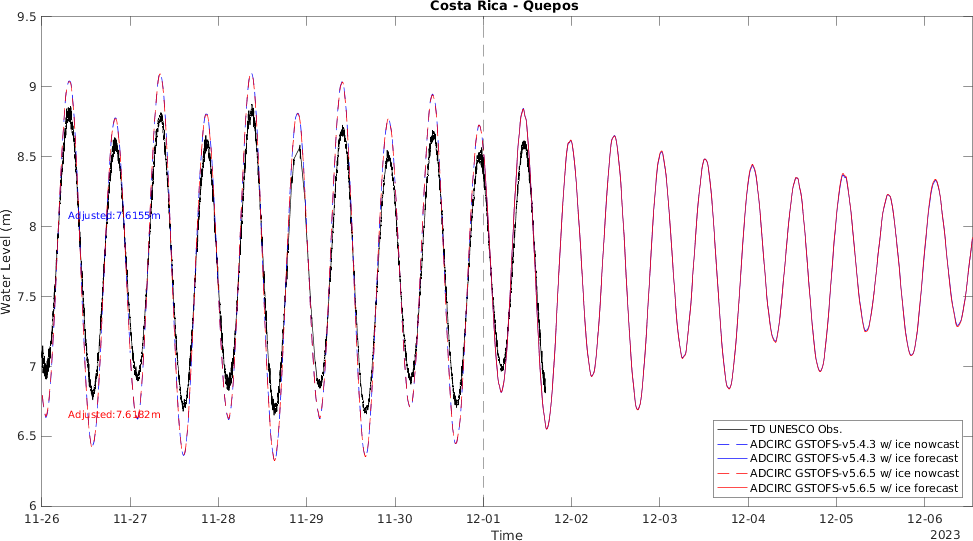 Costa Rica - Quepos
Water Level (m)
9.5
9
8.5
8
7.5
7
6.5
6
Adjusted:7.6155m
Adjusted:7.6182m
TD UNESCO Obs.
ADCIRC GSTOFS-v5.4.3 w/ ice nowcast
ADCIRC GSTOFS-v5.4.3 w/ ice forecast
ADCIRC GSTOFS-v5.6.5 w/ ice nowcast
ADCIRC GSTOFS-v5.6.5 w/ ice forecast
11-26 11-27 11-28 11-29 11-30 12-01 12-02 12-03 12-04 12-05 12-06
Time
2023